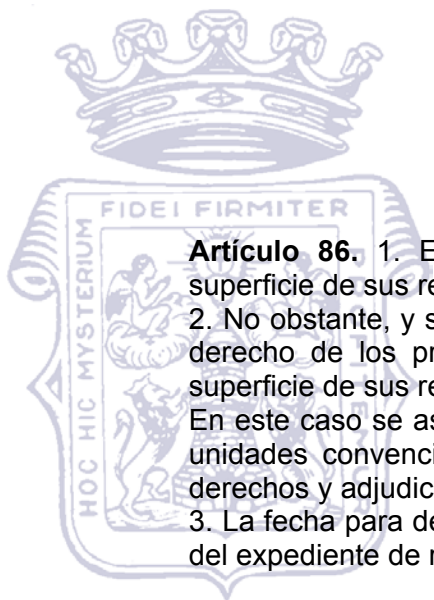 FIDEI FIRMITER
HOC HIC MYSTERIUM
Artículo 86. 1. E
superficie de sus re
2. No obstante, y s
derecho de los pr
superficie de sus re
En este caso se as
unidades convenci
derechos y adjudic
3. La fecha para de
del expediente de r